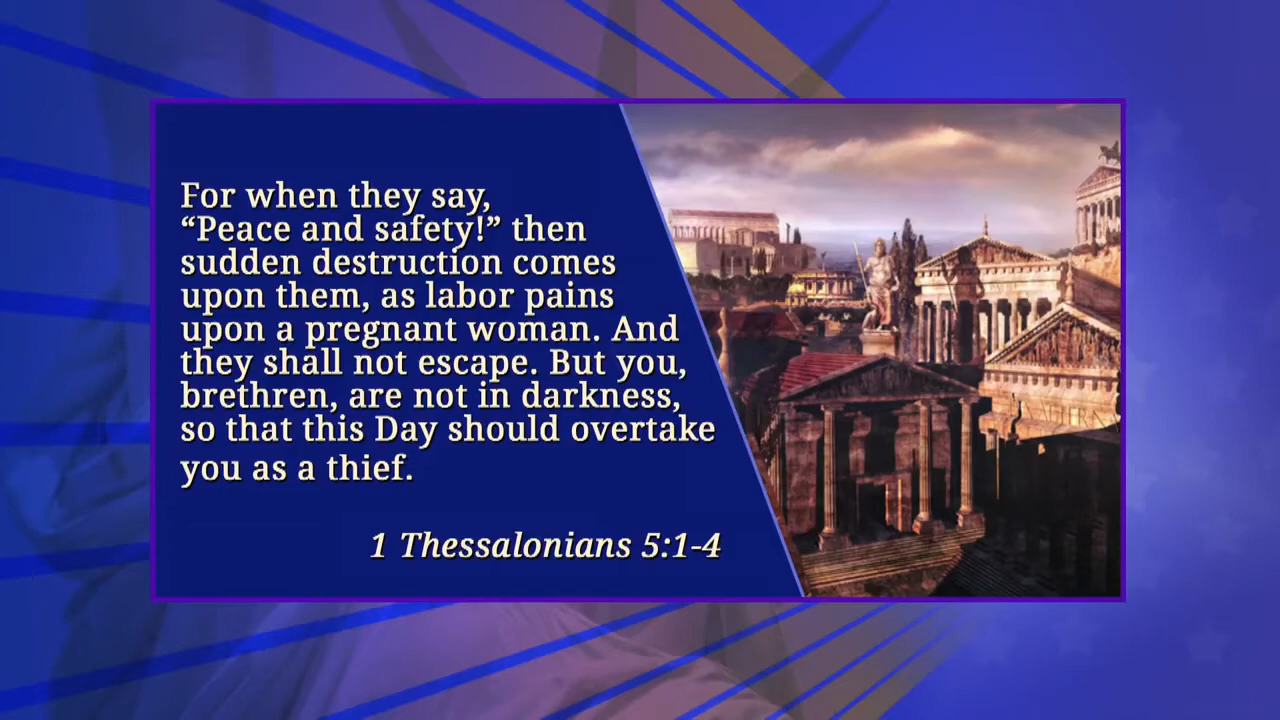 For when they say,
“Peace and safety!” then
sudden destruction comes
upon them, as labor pains
upon a pregnant woman. And
they shall not escape. But you,
brethren, are not in darkness,
so that this Day should overtake
you as a thief.
1 Thessalonians 5:1-4